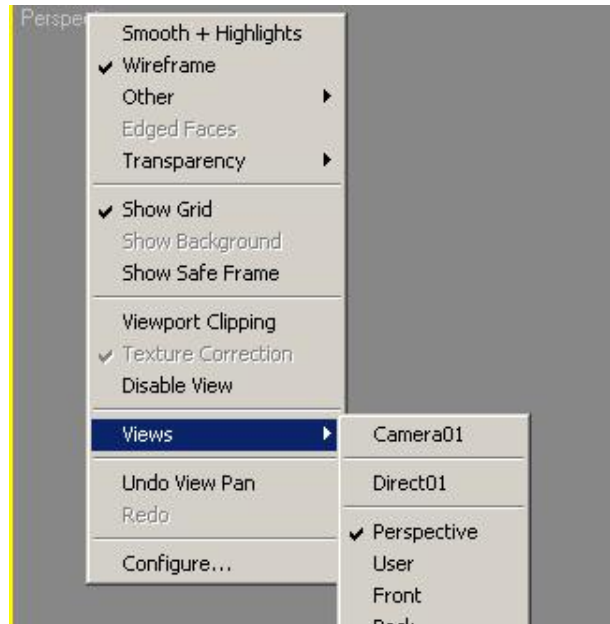 Smooth + Highlights
Wireframe
Other
Edged Faces
Transparency
Show Grid
Show Background
Show Safe Frame
Viewport Clipping
Texture Correction
Disable View
Views
Undo View Pan
Redo
Configure...
Camera01
Direct01
Perspective
User
Front